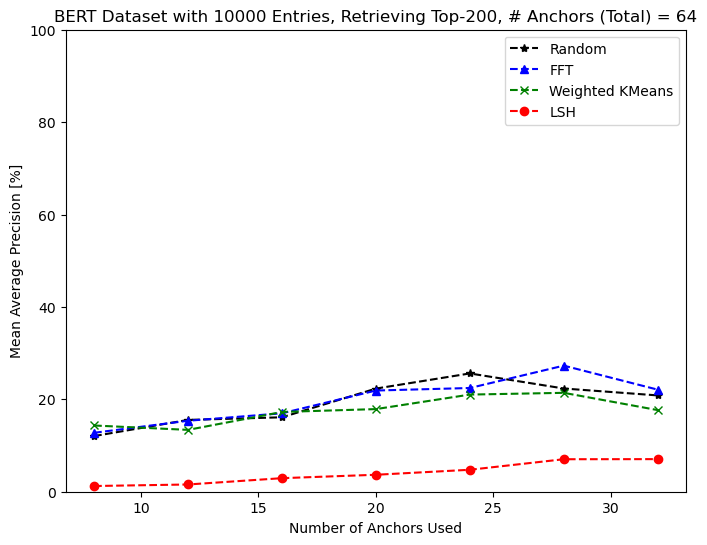 BERT Dataset with 10000 Entries, Retrieving Top-200, # Anchors (Total) = 64
Random
FFT
Weighted KMeans
LSH
Mean Average Precision [%]
100
80
60
40
20
0
10
15
20
25
30
Number of Anchors Used